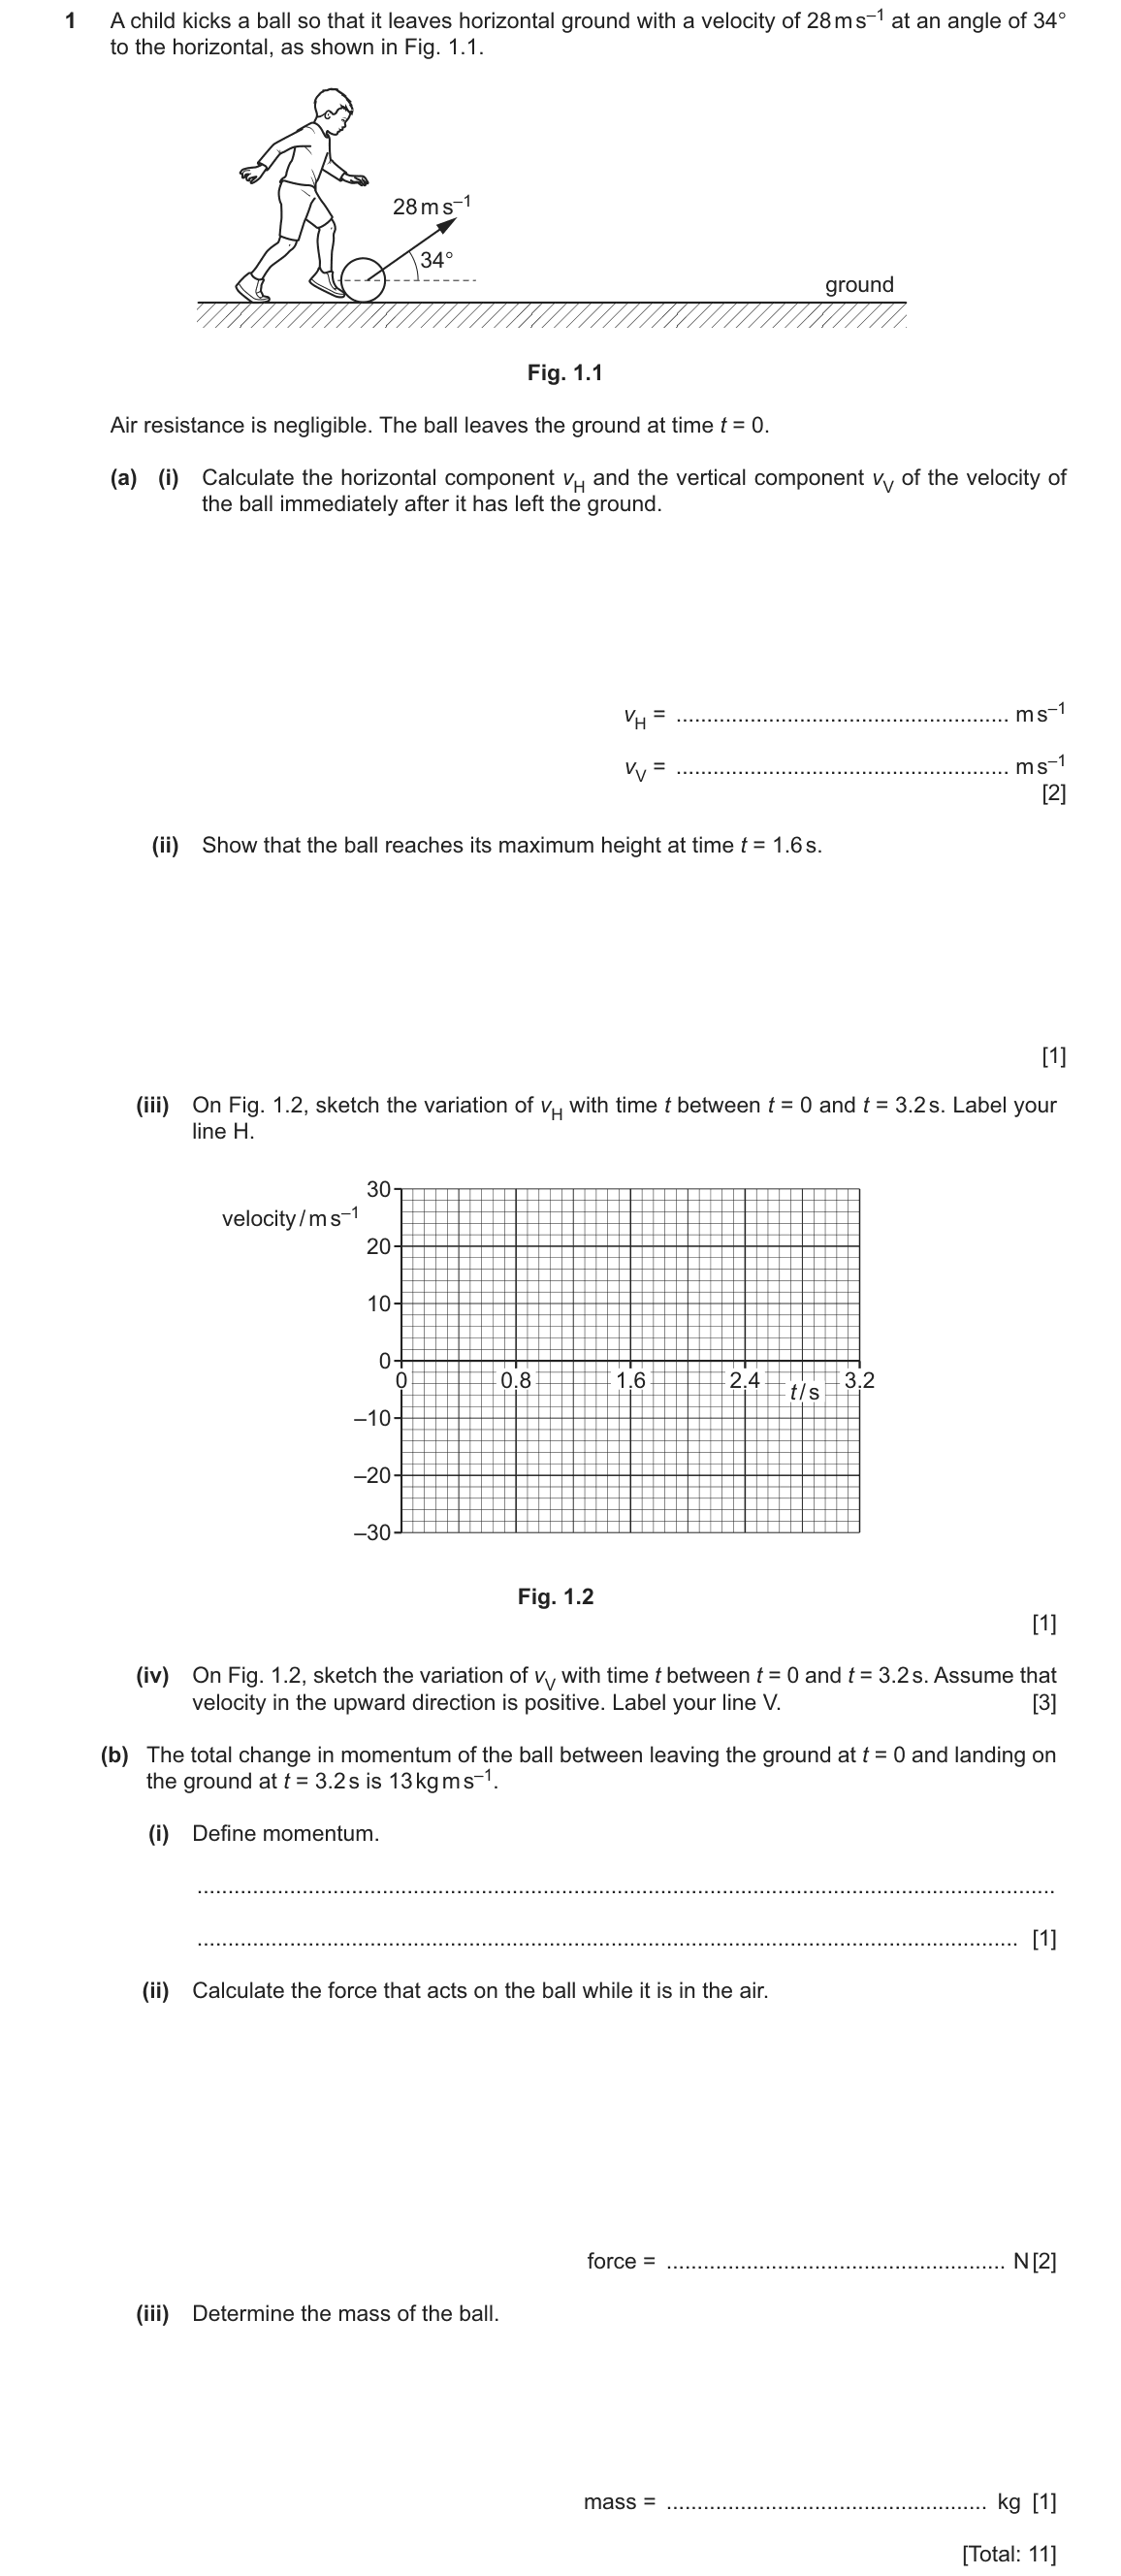 1 A child kicks a ball so that it leaves horizontal ground with a velocity of 28 m s⁻¹ at an angle of 34°
to the horizontal, as shown in Fig. 1.1.
28 m s⁻¹
34°
ground
Fig. 1.1
Air resistance is negligible. The ball leaves the ground at time t = 0.
(a) (i) Calculate the horizontal component v_H and the vertical component v_V of the velocity of
the ball immediately after it has left the ground.
v_H = ...................................................... m s⁻¹
v_V = ...................................................... m s⁻¹
[2]
(ii) Show that the ball reaches its maximum height at time t = 1.6 s.
[1]
(iii) On Fig. 1.2, sketch the variation of v_H with time t between t = 0 and t = 3.2 s. Label your
line H.
30
velocity / m s⁻¹
20
10
0
0 0.8 1.6 2.4 t / s 3.2
–10
–20
–30
Fig. 1.2
[1]
(iv) On Fig. 1.2, sketch the variation of v_V with time t between t = 0 and t = 3.2 s. Assume that
velocity in the upward direction is positive. Label your line V. [3]
(b) The total change in momentum of the ball between leaving the ground at t = 0 and landing on
the ground at t = 3.2 s is 13 kg m s⁻¹.
(i) Define momentum.
...........................................................................................................................................
...................................................................................................................................... [1]
(ii) Calculate the force that acts on the ball while it is in the air.
force = ....................................................... N [2]
(iii) Determine the mass of the ball.
mass = .................................................... kg [1]
[Total: 11]